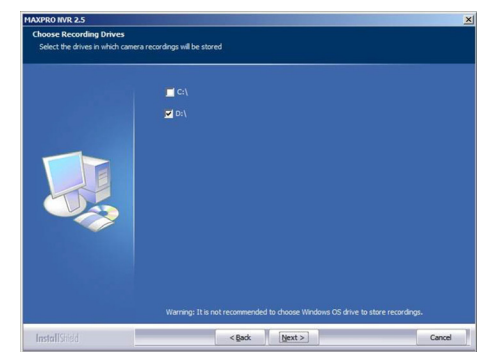 MAXPRO NVR 2.5
Choose Recording Drives
Select the drives in which camera recordings will be stored
C:\
D:\
Warning: It is not recommended to choose Windows OS drive to store recordings.
InstallShield
< Back
Next >
Cancel